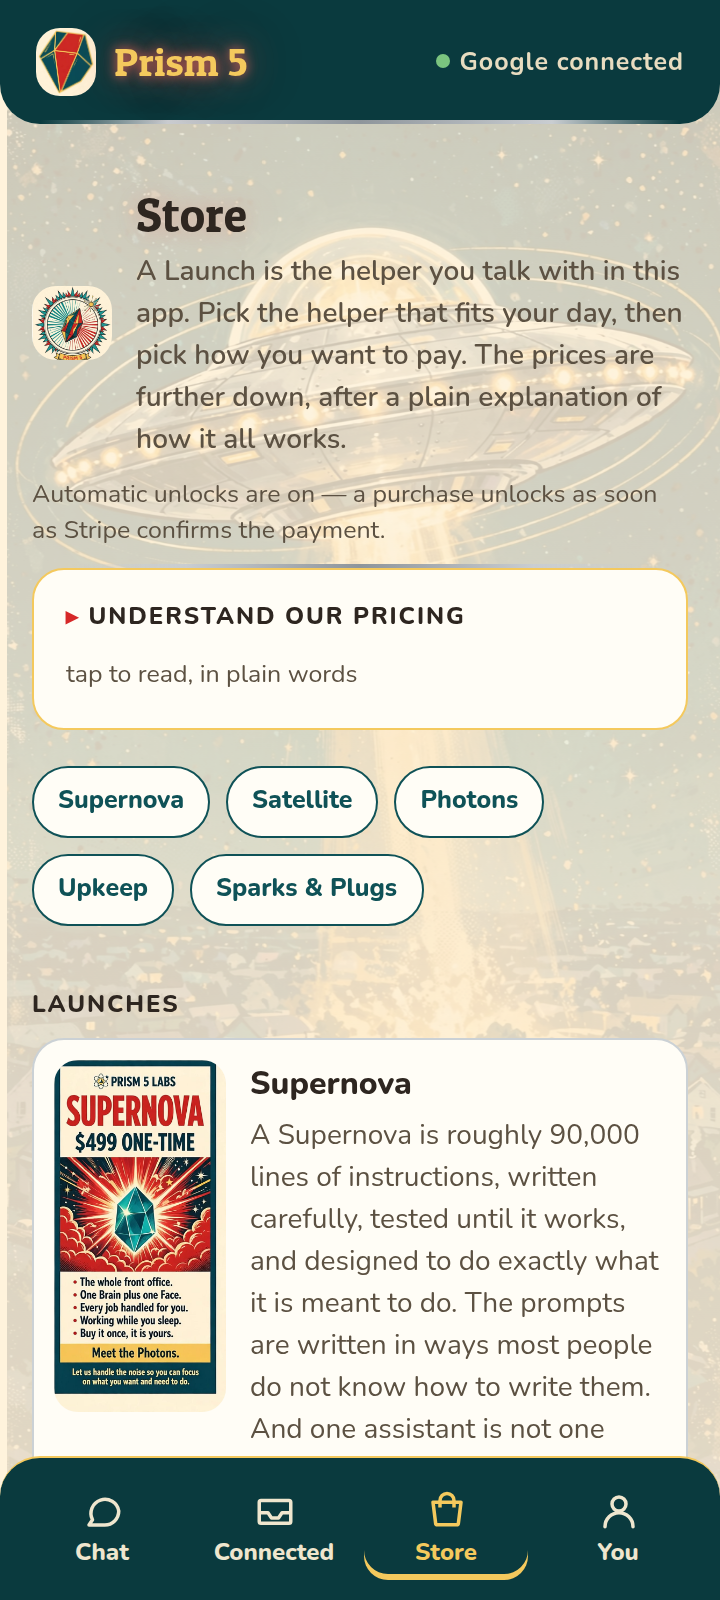 Prism 5
Google connected
Store
A Launch is the helper you talk with in this
app. Pick the helper that fits your day, then
pick how you want to pay. The prices are
further down, after a plain explanation of
how it all works.
Automatic unlocks are on — a purchase unlocks as soon
as Stripe confirms the payment.
▸ UNDERSTAND OUR PRICING
tap to read, in plain words
Supernova
Satellite
Photons
Upkeep
Sparks & Plugs
LAUNCHES
PRISM 5 LABS
SUPERNOVA
$499 ONE-TIME
• The whole front office.
• One Brain plus one Face.
• Every job handled for you.
• Working while you sleep.
• Buy it once, it is yours.
Meet the Photons.
Let us handle the noise so you can focus
on what you want and need to do.
Supernova
A Supernova is roughly 90,000
lines of instructions, written
carefully, tested until it works,
and designed to do exactly what
it is meant to do. The prompts
are written in ways most people
do not know how to write them.
And one assistant is not one
Chat
Connected
Store
You